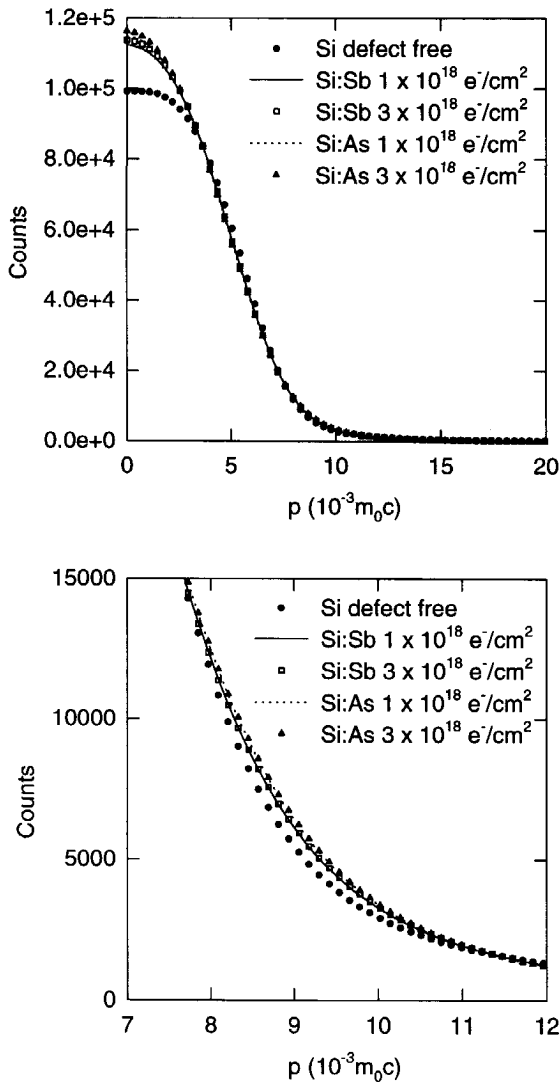 1.2e+5
1.0e+5
8.0e+4
6.0e+4
4.0e+4
2.0e+4
0.0e+0
Counts
Si defect free
Si:Sb 1 x 10¹⁸ e⁻/cm²
Si:Sb 3 x 10¹⁸ e⁻/cm²
Si:As 1 x 10¹⁸ e⁻/cm²
Si:As 3 x 10¹⁸ e⁻/cm²
0 5 10 15 20
p (10⁻³m₀c)
15000
10000
5000
0
Counts
Si defect free
Si:Sb 1 x 10¹⁸ e⁻/cm²
Si:Sb 3 x 10¹⁸ e⁻/cm²
Si:As 1 x 10¹⁸ e⁻/cm²
Si:As 3 x 10¹⁸ e⁻/cm²
7 8 9 10 11 12
p (10⁻³m₀c)